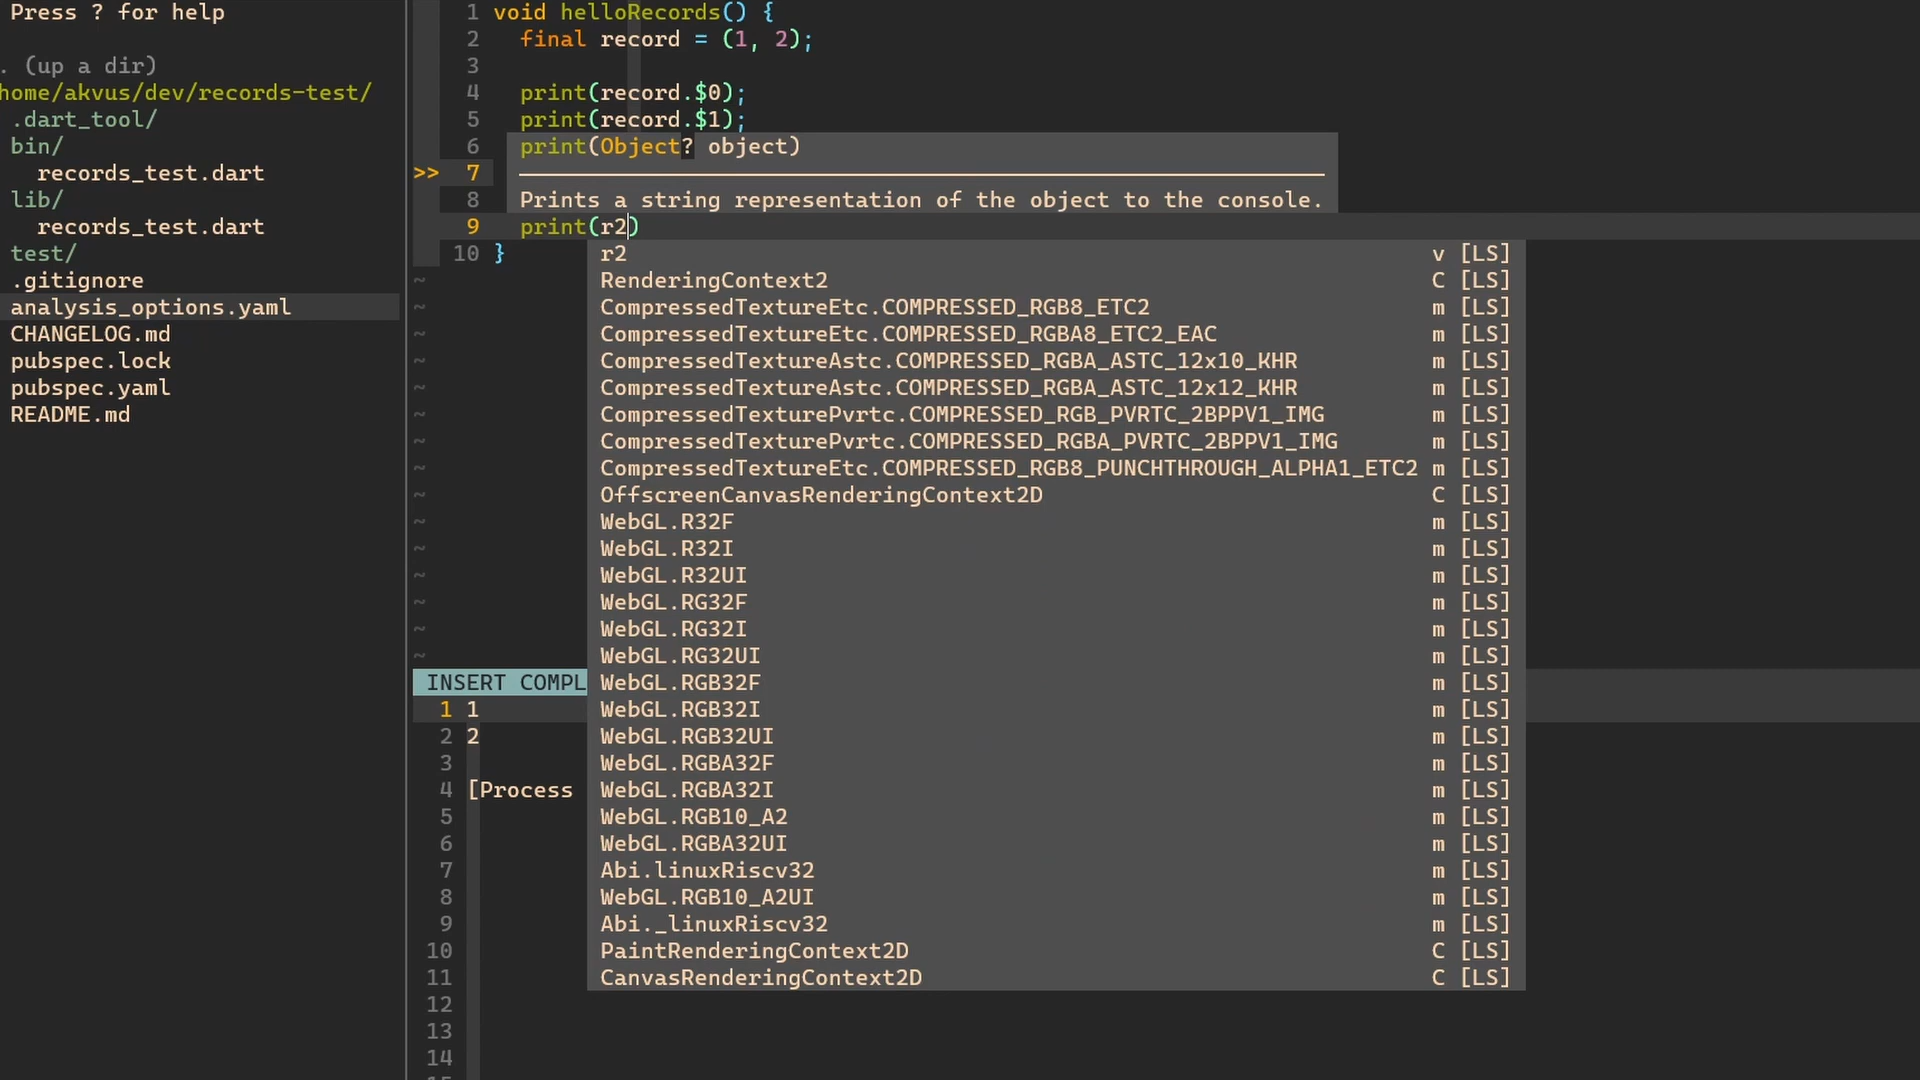 Press ? for help
. (up a dir)
home/akvus/dev/records-test/
.dart_tool/
bin/
records_test.dart
lib/
records_test.dart
test/
.gitignore
analysis_options.yaml
CHANGELOG.md
pubspec.lock
pubspec.yaml
README.md
1 void helloRecords() {
2 final record = (1, 2);
3
4 print(record.$0);
5 print(record.$1);
6 print(Object? object)
>> 7
8 Prints a string representation of the object to the console.
9 print(r2)
10 }
r2 v [LS]
RenderingContext2 C [LS]
~ CompressedTextureEtc.COMPRESSED_RGB8_ETC2 m [LS]
~ CompressedTextureEtc.COMPRESSED_RGBA8_ETC2_EAC m [LS]
~ CompressedTextureAstc.COMPRESSED_RGBA_ASTC_12x10_KHR m [LS]
~ CompressedTextureAstc.COMPRESSED_RGBA_ASTC_12x12_KHR m [LS]
~ CompressedTexturePvrtc.COMPRESSED_RGB_PVRTC_2BPPV1_IMG m [LS]
~ CompressedTexturePvrtc.COMPRESSED_RGBA_PVRTC_2BPPV1_IMG m [LS]
~ CompressedTextureEtc.COMPRESSED_RGB8_PUNCHTHROUGH_ALPHA1_ETC2 m [LS]
~ OffscreenCanvasRenderingContext2D C [LS]
~ WebGL.R32F m [LS]
~ WebGL.R32I m [LS]
~ WebGL.R32UI m [LS]
~ WebGL.RG32F m [LS]
~ WebGL.RG32I m [LS]
~ WebGL.RG32UI m [LS]
INSERT COMPL WebGL.RGB32F m [LS]
1 1 WebGL.RGB32I m [LS]
2 2 WebGL.RGB32UI m [LS]
3 WebGL.RGBA32F m [LS]
4 [Process WebGL.RGBA32I m [LS]
5 WebGL.RGB10_A2 m [LS]
6 WebGL.RGBA32UI m [LS]
7 Abi.linuxRiscv32 m [LS]
8 WebGL.RGB10_A2UI m [LS]
9 Abi._linuxRiscv32 m [LS]
10 PaintRenderingContext2D C [LS]
11 CanvasRenderingContext2D C [LS]
12
13
14